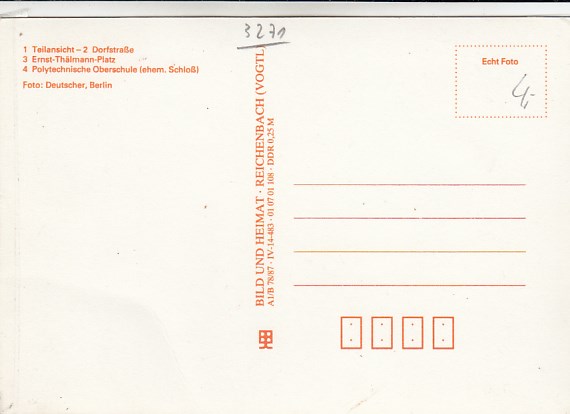 3271
1 Teilansicht – 2 Dorfstraße
3 Ernst-Thälmann-Platz
4 Polytechnische Oberschule (ehem. Schloß)
Foto: Deutscher, Berlin
BILD UND HEIMAT · REICHENBACH (VOGTL
A1/B 78/87 · IV-14-483 · 01 07 01 108 · DDR 0,25 M
Echt Foto
4,-